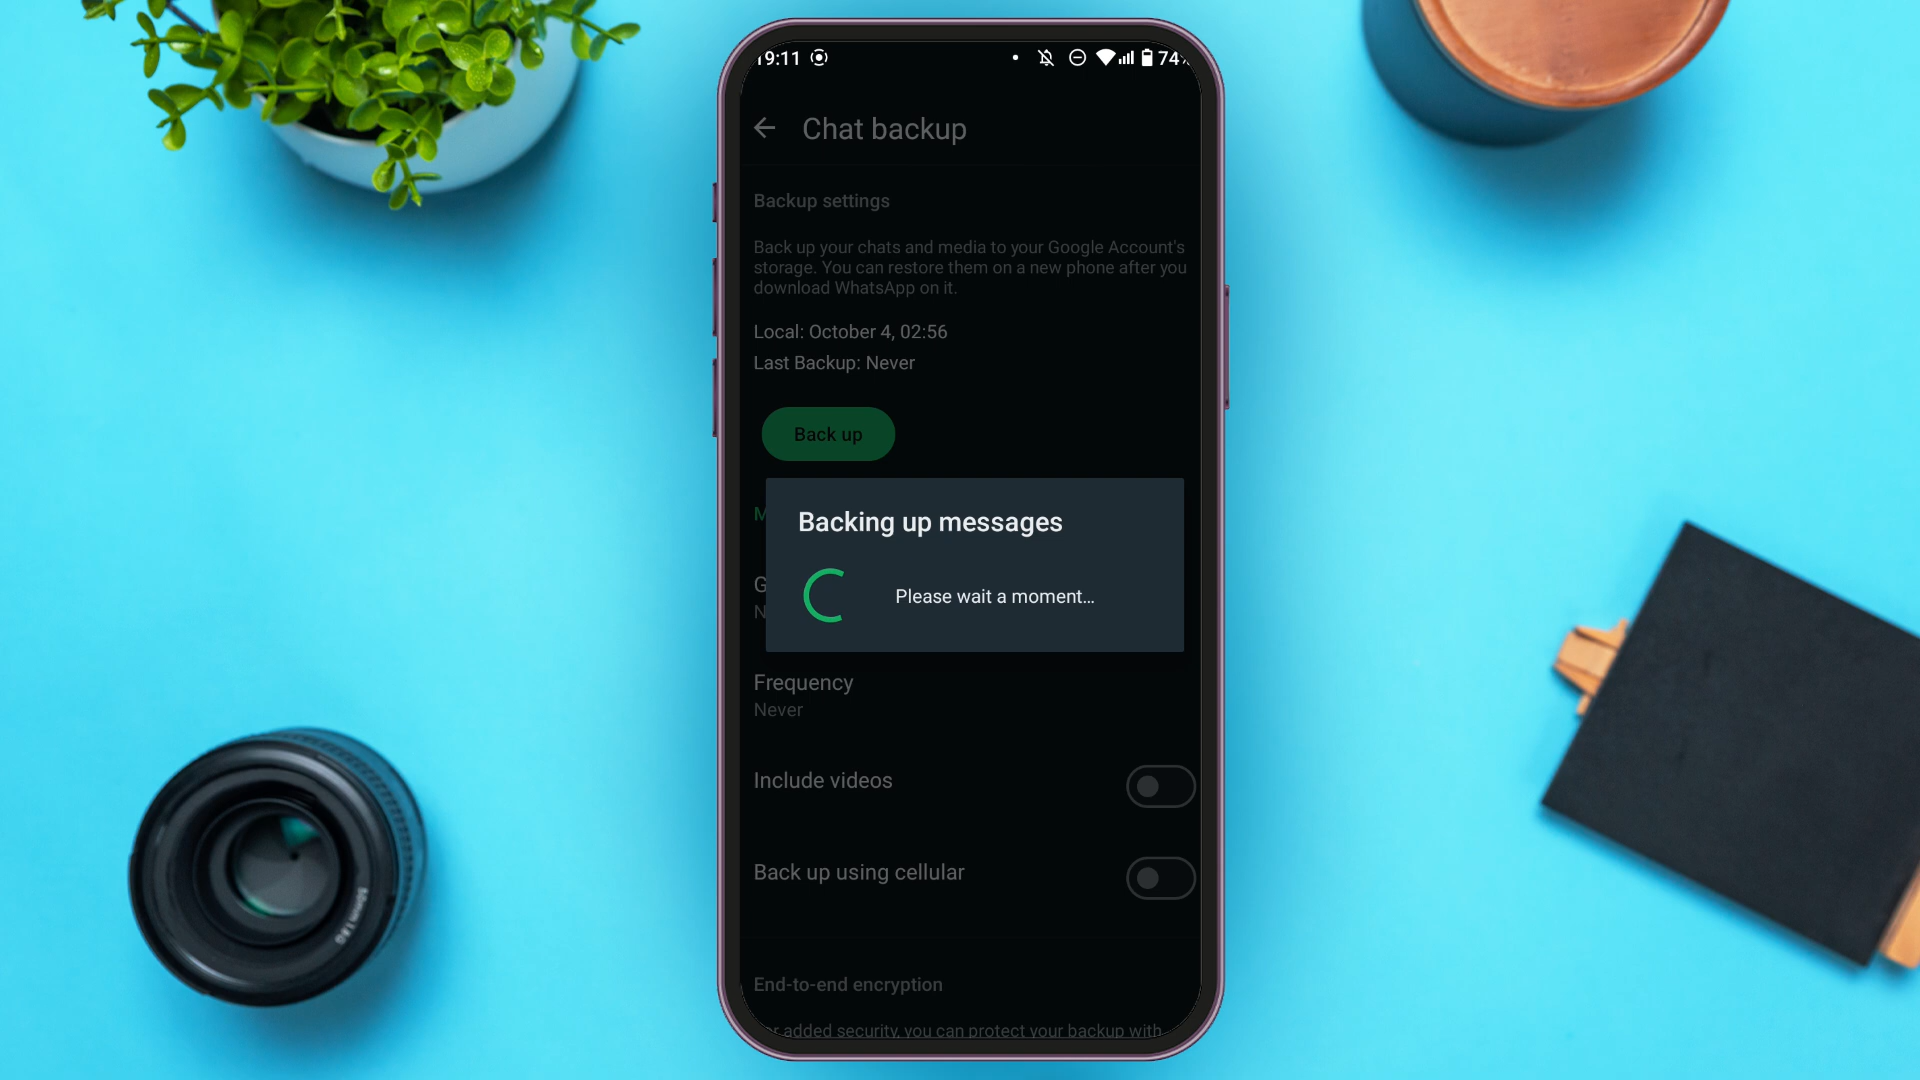 19:11
74%
Chat backup
Backup settings
Back up your chats and media to your Google Account's
storage. You can restore them on a new phone after you
download WhatsApp on it.
Local: October 4, 02:56
Last Backup: Never
Back up
M
Backing up messages
G
N
Please wait a moment...
Frequency
Never
Include videos
Back up using cellular
End-to-end encryption
added security, you can protect your backup with